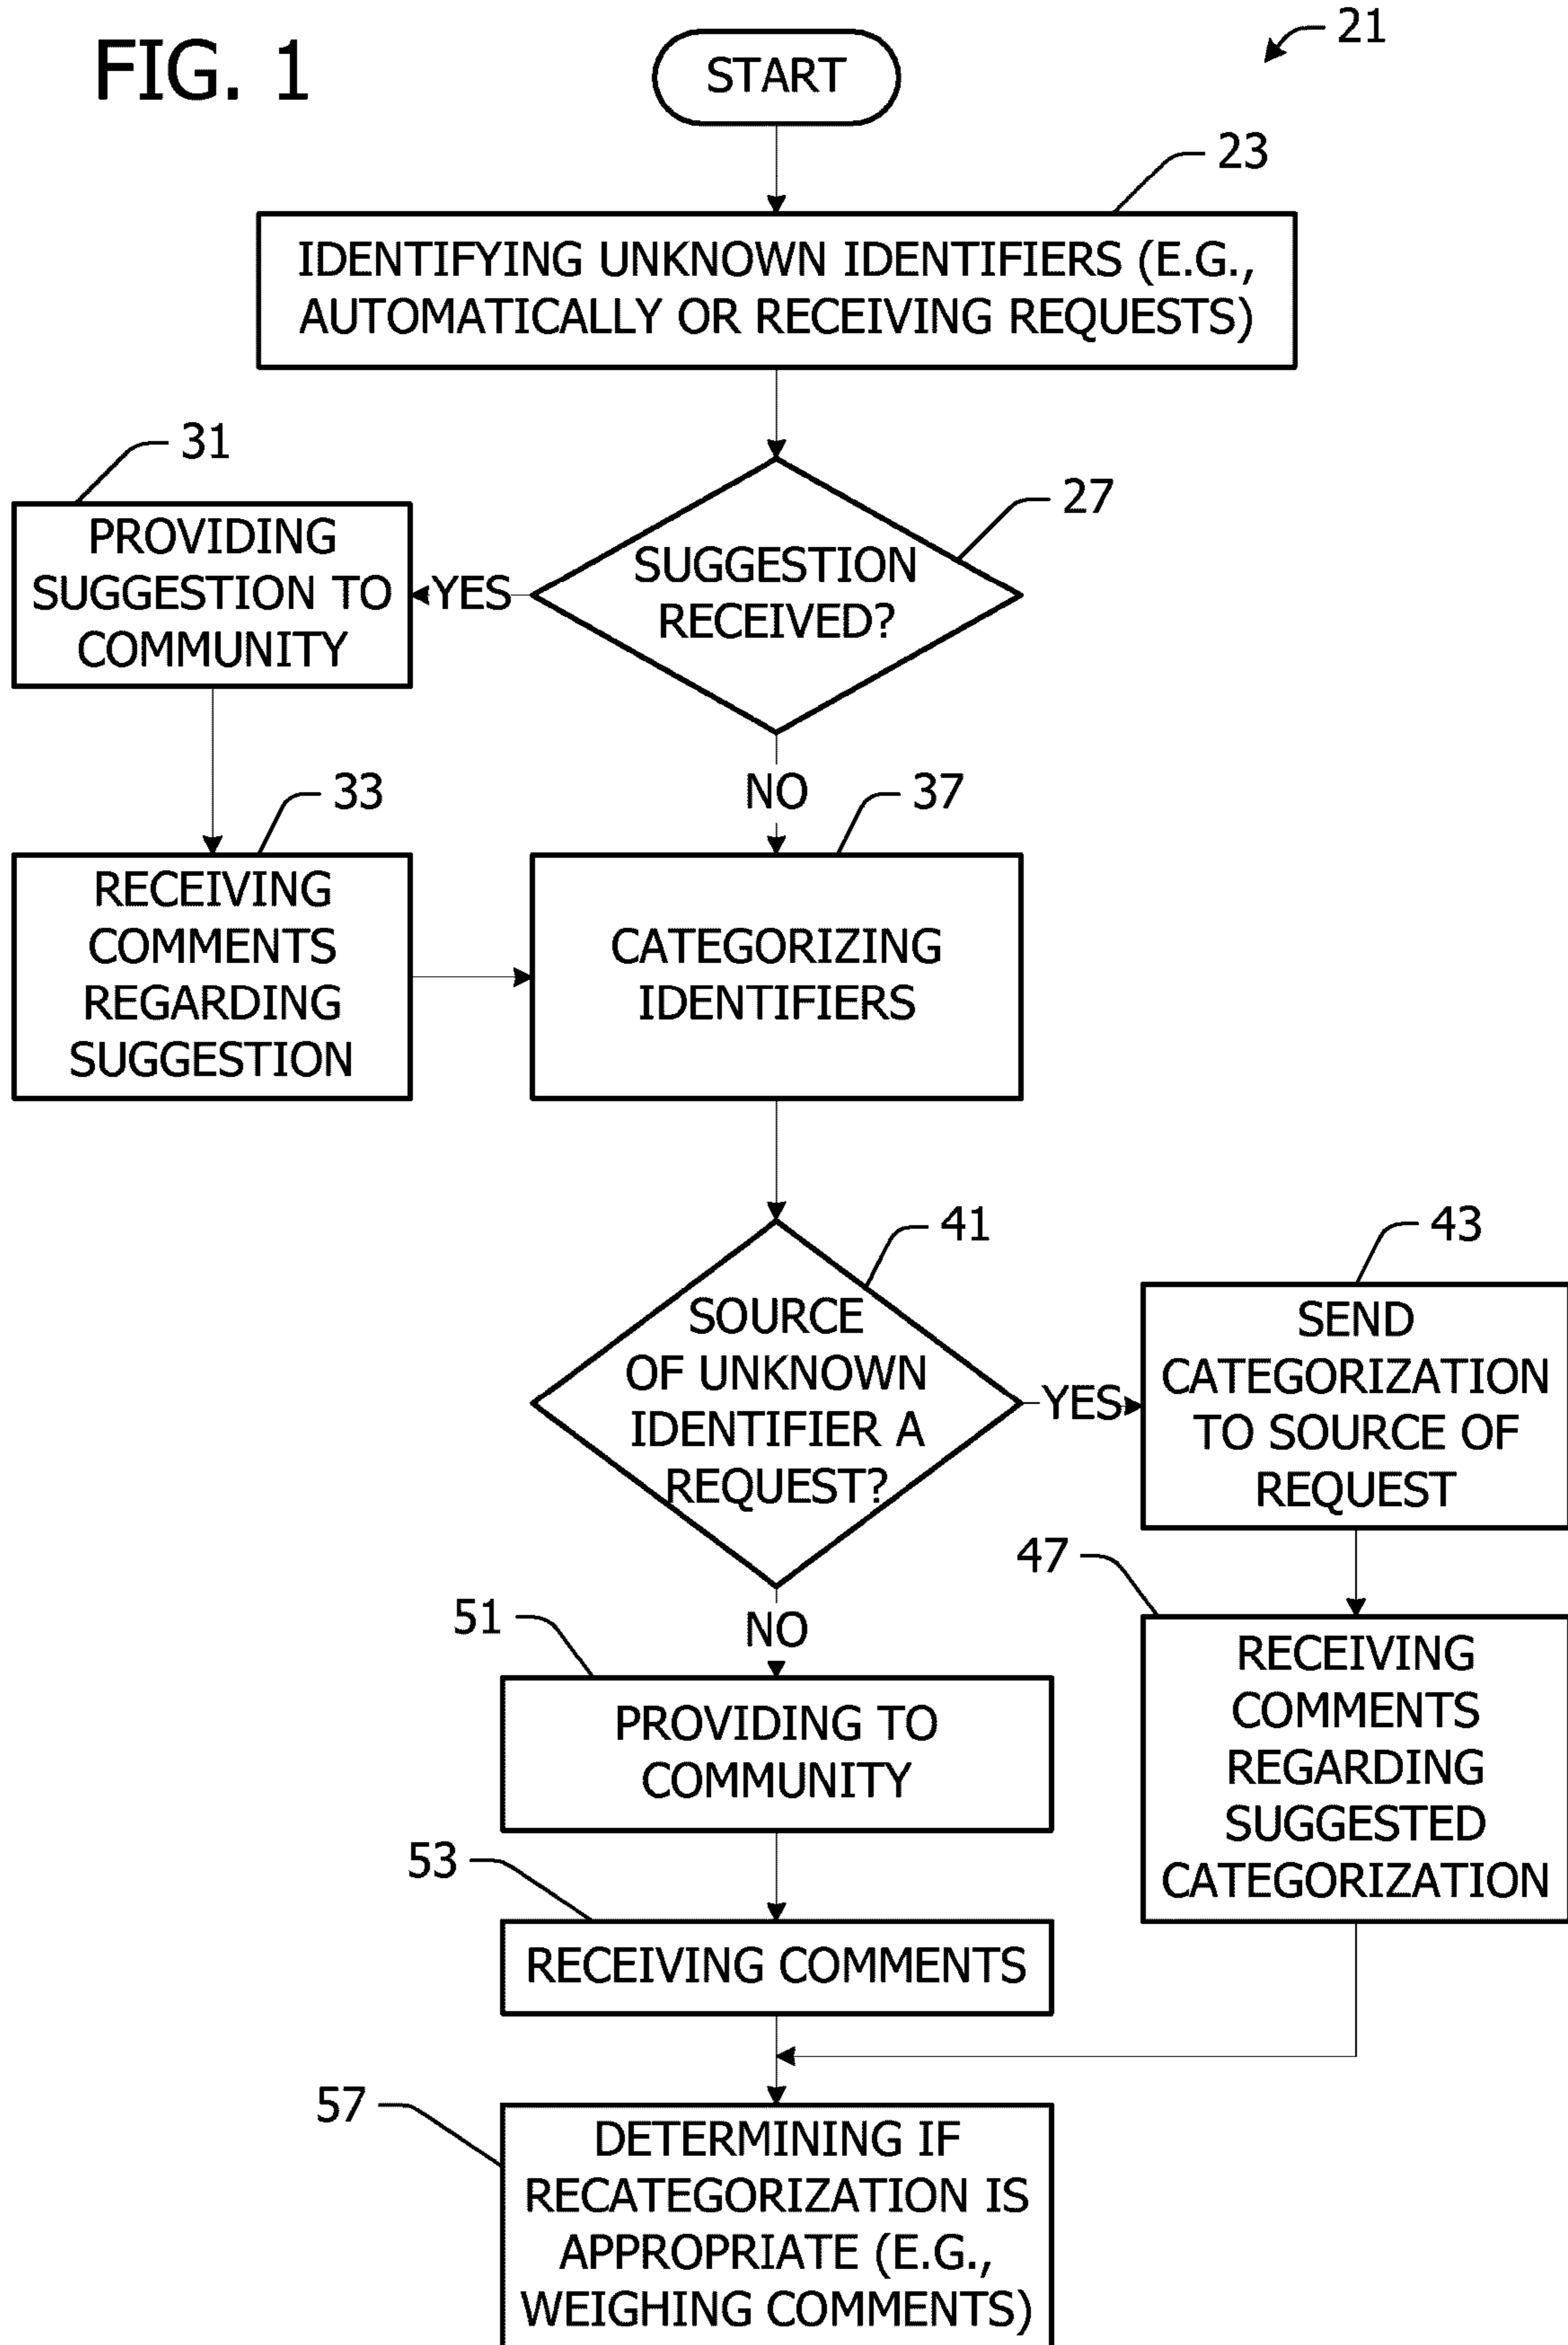 FIG. 1
21
START
23
IDENTIFYING UNKNOWN IDENTIFIERS (E.G.,
AUTOMATICALLY OR RECEIVING REQUESTS)
31
PROVIDING
SUGGESTION TO
COMMUNITY
YES
27
SUGGESTION
RECEIVED?
NO
33
RECEIVING
COMMENTS
REGARDING
SUGGESTION
37
CATEGORIZING
IDENTIFIERS
41
SOURCE
OF UNKNOWN
IDENTIFIER A
REQUEST?
YES
43
SEND
CATEGORIZATION
TO SOURCE OF
REQUEST
47
RECEIVING
COMMENTS
REGARDING
SUGGESTED
CATEGORIZATION
NO
51
PROVIDING TO
COMMUNITY
53
RECEIVING COMMENTS
57
DETERMINING IF
RECATEGORIZATION IS
APPROPRIATE (E.G.,
WEIGHING COMMENTS)